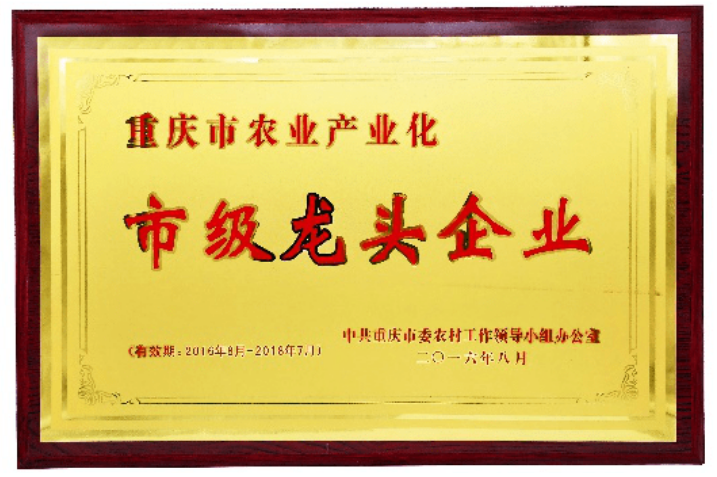 重庆市农业产业化
市级龙头企业
(有效期:2016年8月-2018年7月)
中共重庆市委农村工作领导小组办公室
二〇一六年八月